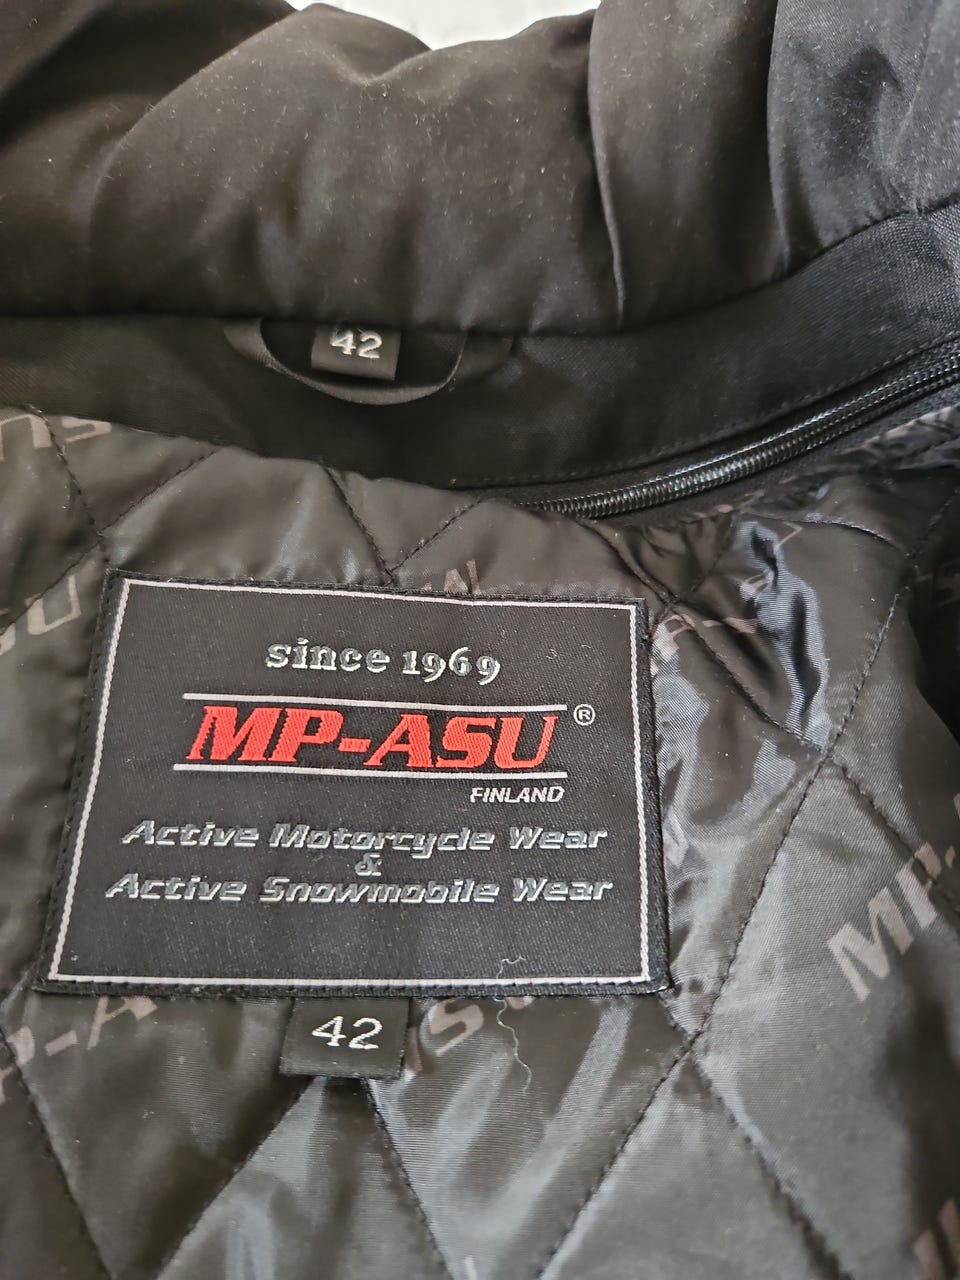 42
since 1969
MP-ASU®
FINLAND
Active Motorcycle Wear
&
Active Snowmobile Wear
42